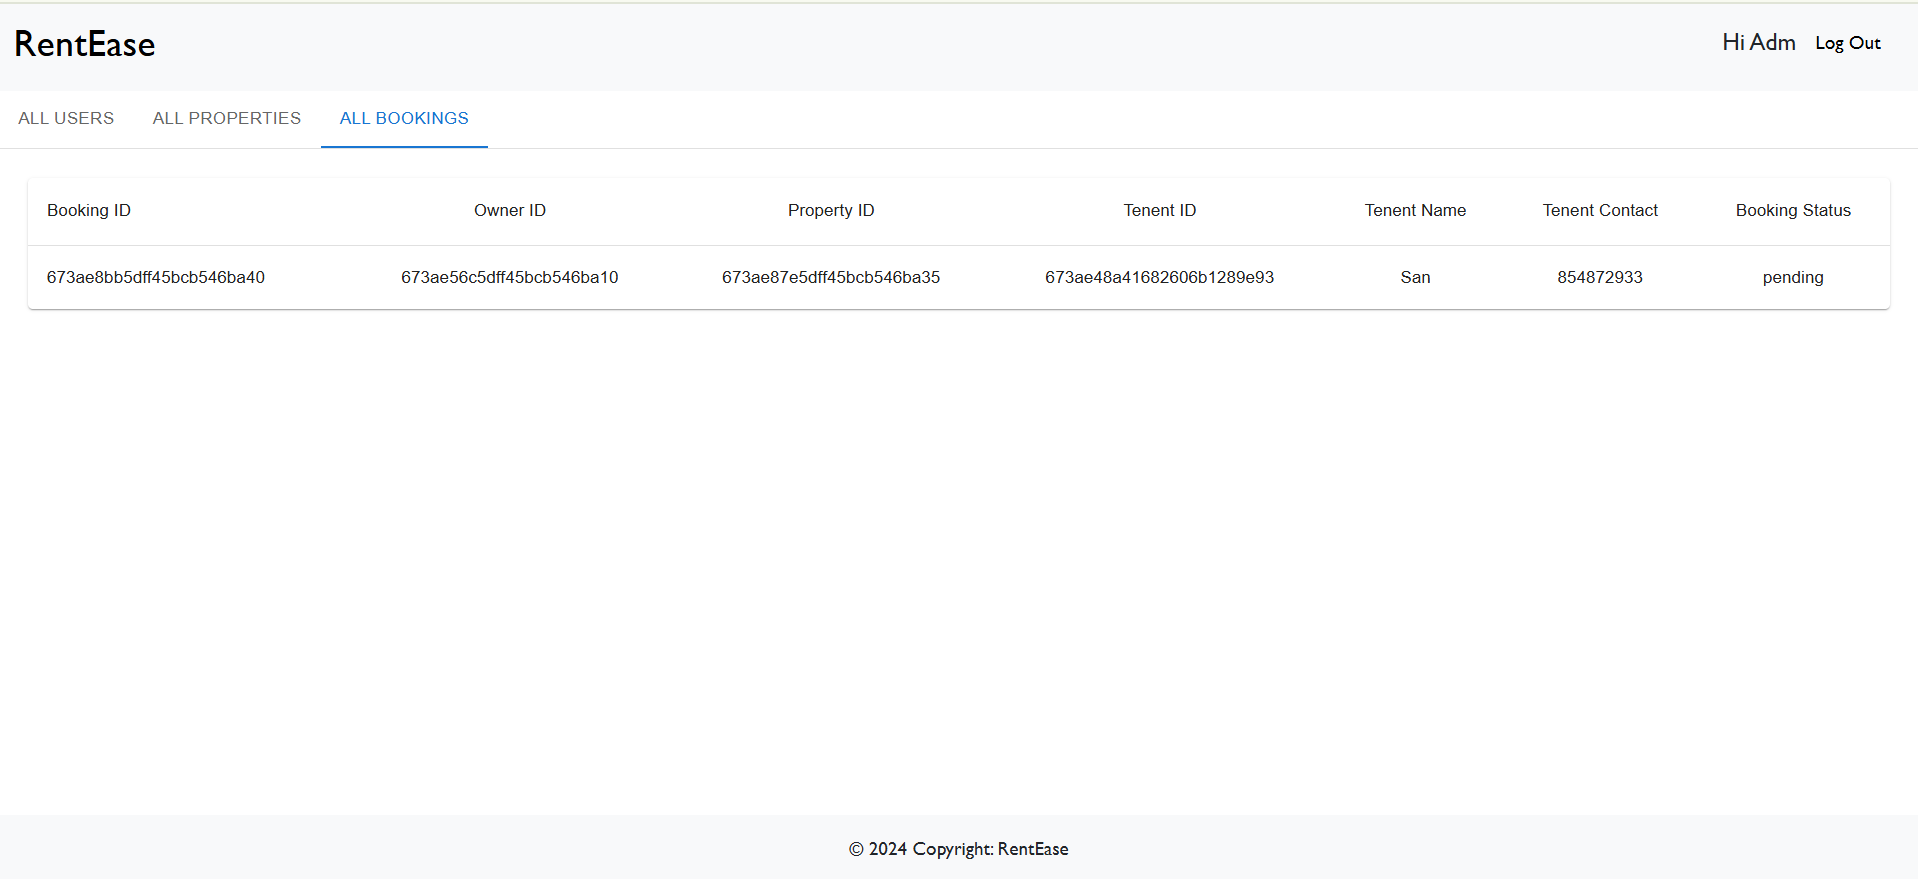 RentEase
Hi Adm Log Out
ALL USERS ALL PROPERTIES ALL BOOKINGS
Booking ID Owner ID Property ID Tenent ID Tenent Name Tenent Contact Booking Status
673ae8bb5dff45bcb546ba40 673ae56c5dff45bcb546ba10 673ae87e5dff45bcb546ba35 673ae48a41682606b1289e93 San 854872933 pending
© 2024 Copyright: RentEase